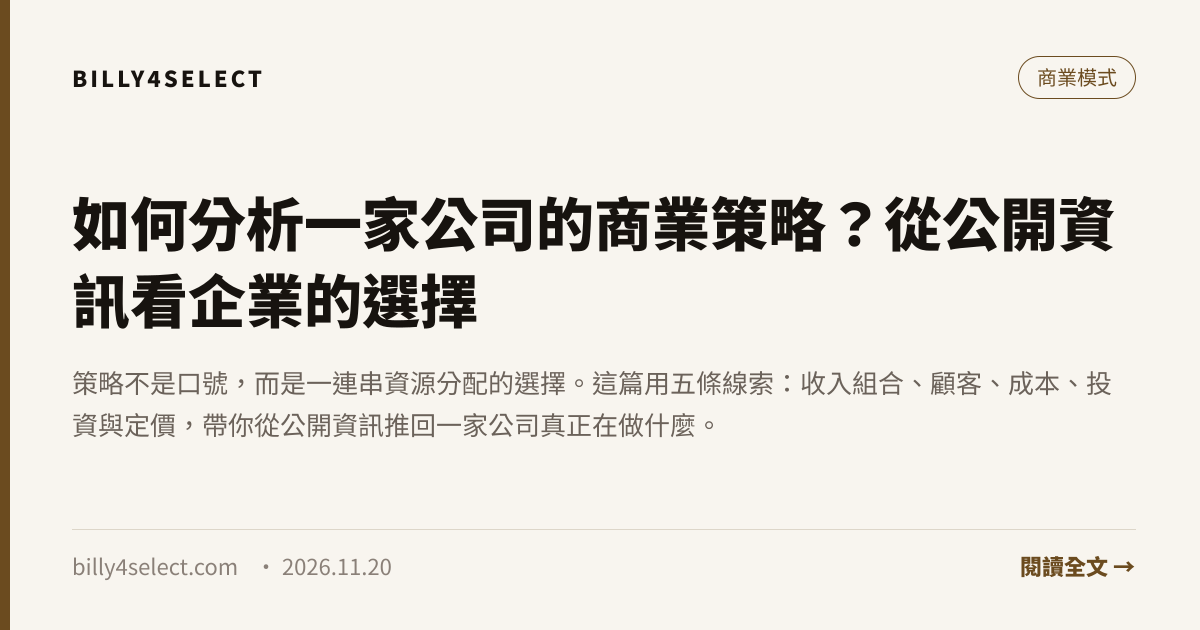 BILLY4SELECT
商業模式
如何分析一家公司的商業策略？從公開資
訊看企業的選擇
策略不是口號，而是一連串資源分配的選擇。這篇用五條線索：收入組合、顧客、成本、投
資與定價，帶你從公開資訊推回一家公司真正在做什麼。
billy4select.com ・ 2026.11.20
閱讀全文 →